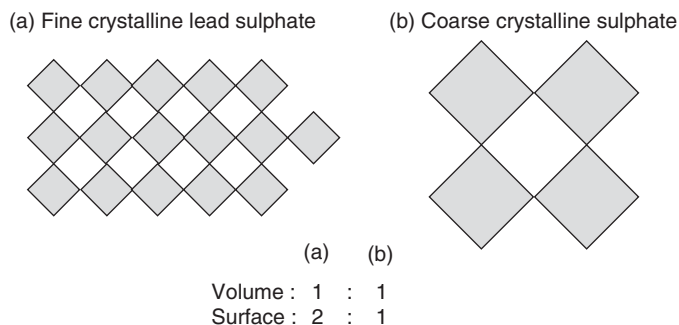 (a) Fine crystalline lead sulphate
(b) Coarse crystalline sulphate
(a) (b)
Volume : 1 : 1
Surface : 2 : 1